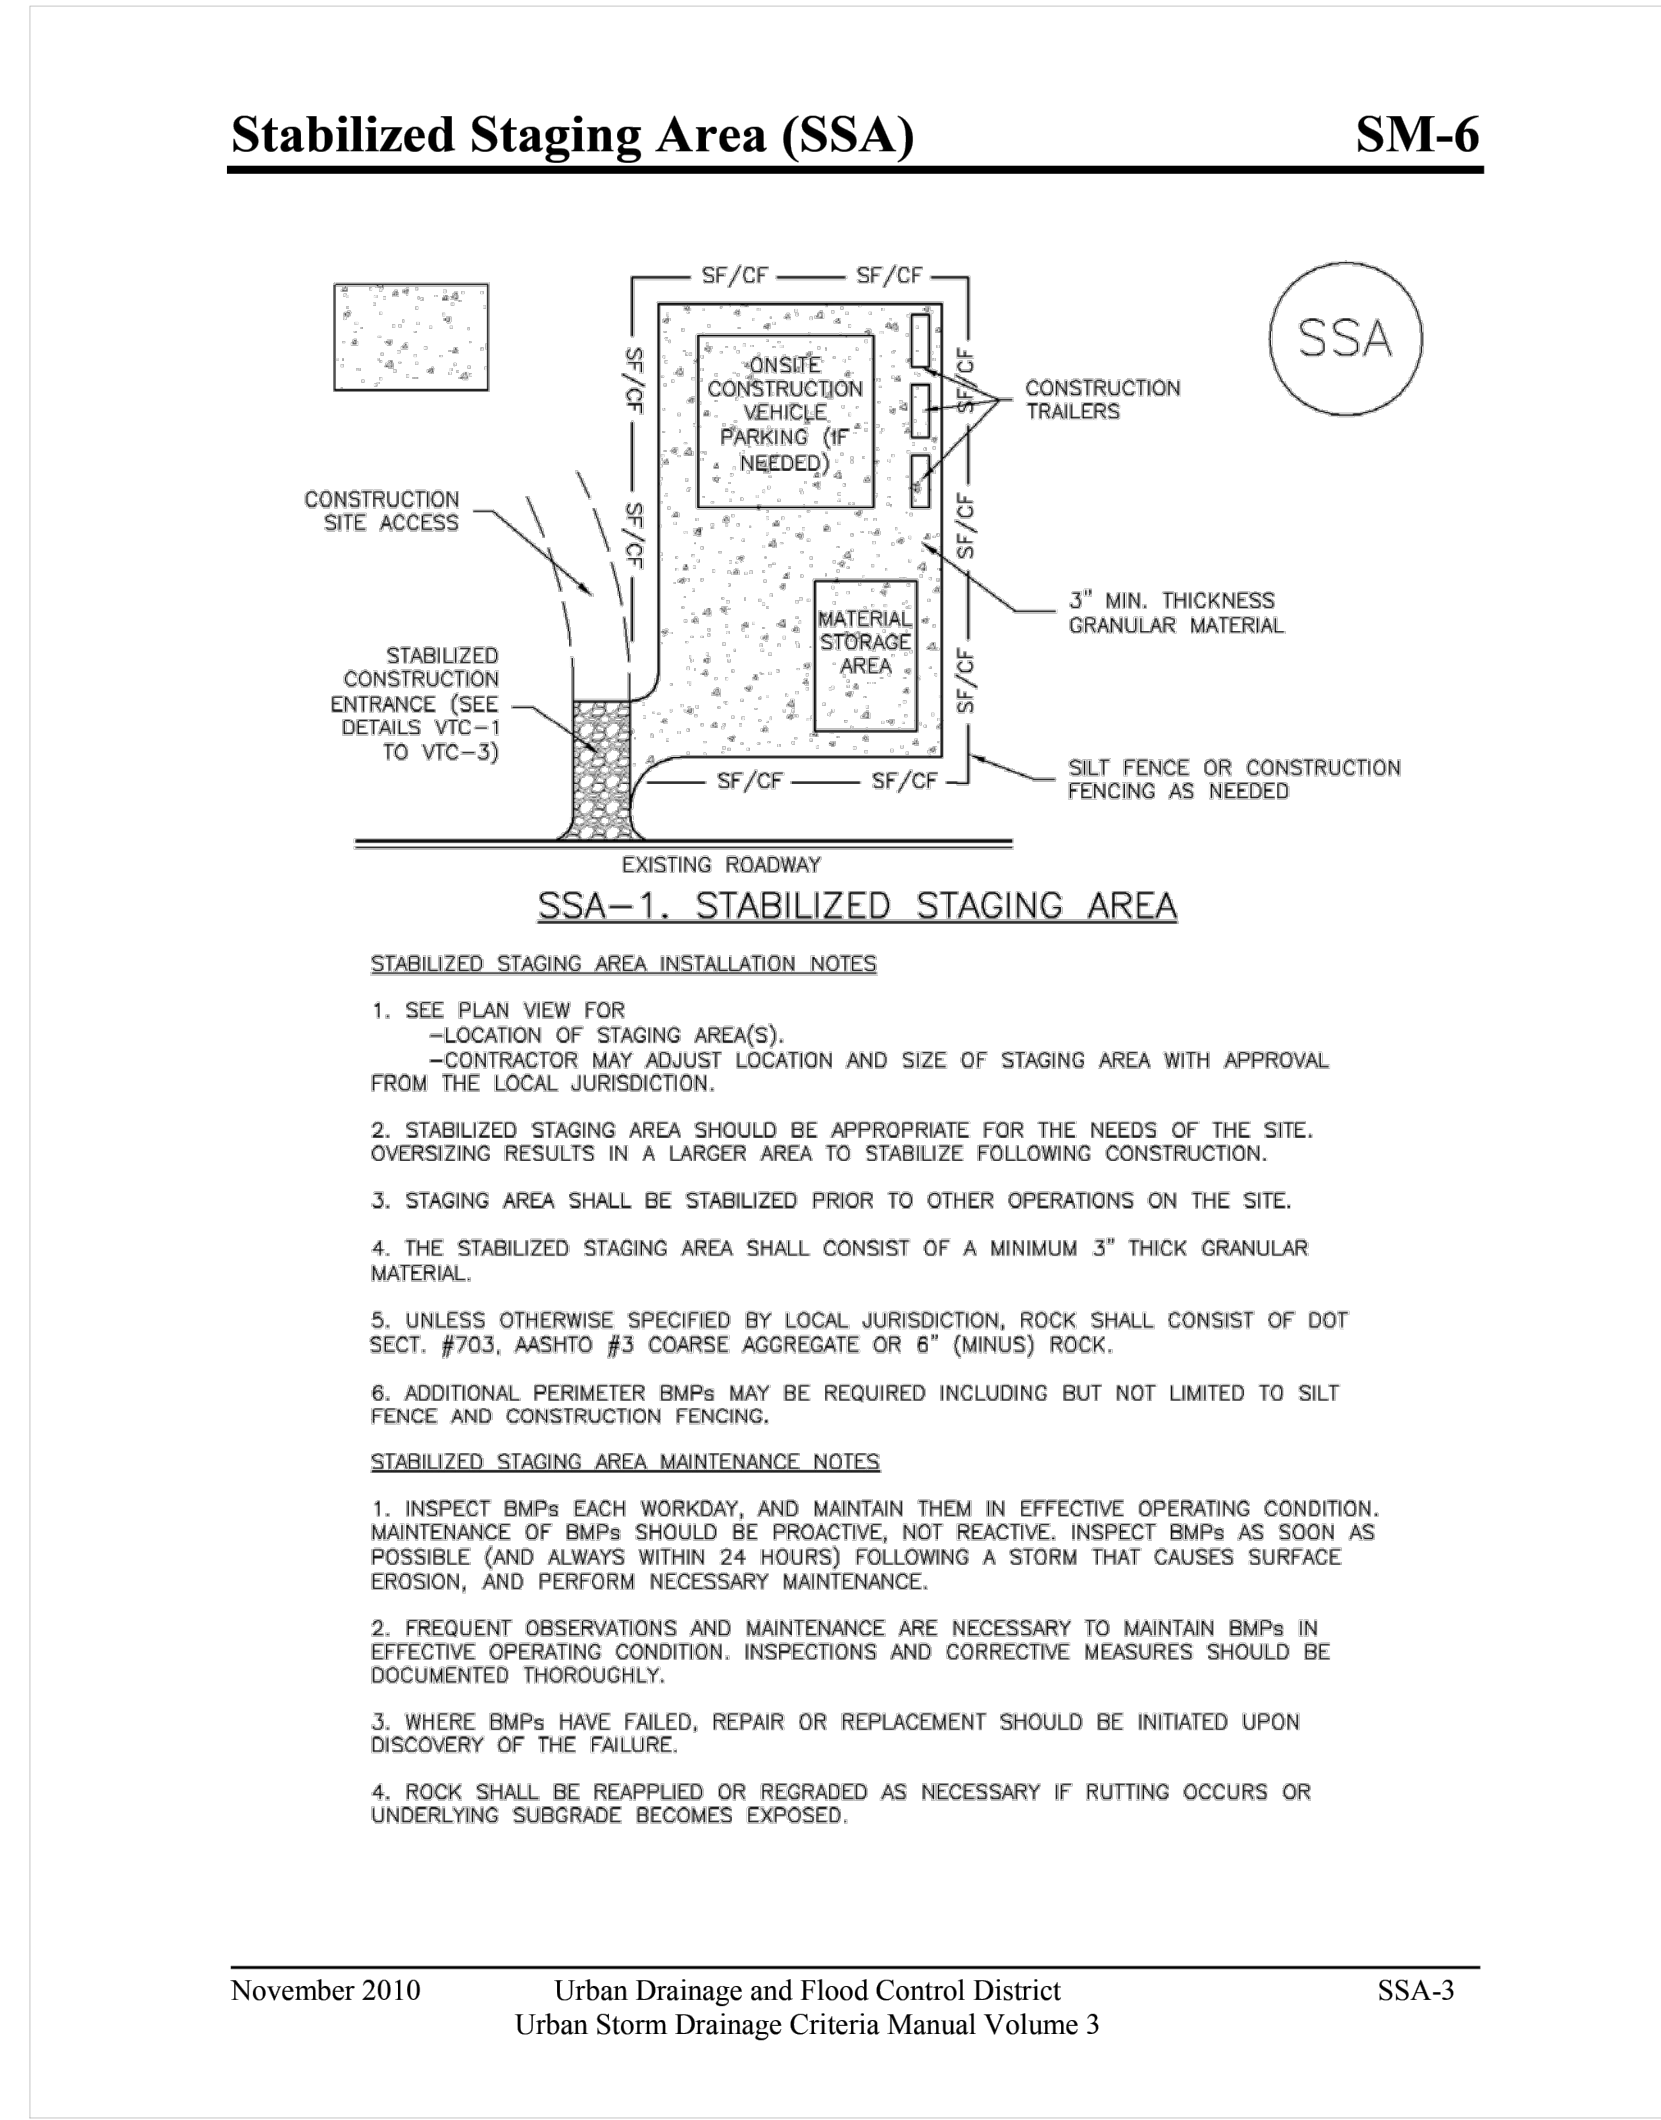 Stabilized Staging Area (SSA) SM-6
SF/CF SF/CF
SSA
SF/CF
SF/CF
ONSITE
CONSTRUCTION
VEHICLE
PARKING (IF
NEEDED)
CONSTRUCTION
TRAILERS
CONSTRUCTION
SITE ACCESS
SF/CF
SF/CF
3" MIN. THICKNESS
GRANULAR MATERIAL
MATERIAL
STORAGE
AREA
STABILIZED
CONSTRUCTION
ENTRANCE (SEE
DETAILS VTC-1
TO VTC-3)
SF/CF
SF/CF SF/CF
SILT FENCE OR CONSTRUCTION
FENCING AS NEEDED
EXISTING ROADWAY
SSA-1. STABILIZED STAGING AREA
STABILIZED STAGING AREA INSTALLATION NOTES
1. SEE PLAN VIEW FOR
-LOCATION OF STAGING AREA(S).
-CONTRACTOR MAY ADJUST LOCATION AND SIZE OF STAGING AREA WITH APPROVAL
FROM THE LOCAL JURISDICTION.
2. STABILIZED STAGING AREA SHOULD BE APPROPRIATE FOR THE NEEDS OF THE SITE.
OVERSIZING RESULTS IN A LARGER AREA TO STABILIZE FOLLOWING CONSTRUCTION.
3. STAGING AREA SHALL BE STABILIZED PRIOR TO OTHER OPERATIONS ON THE SITE.
4. THE STABILIZED STAGING AREA SHALL CONSIST OF A MINIMUM 3" THICK GRANULAR
MATERIAL.
5. UNLESS OTHERWISE SPECIFIED BY LOCAL JURISDICTION, ROCK SHALL CONSIST OF DOT
SECT. #703, AASHTO #3 COARSE AGGREGATE OR 6" (MINUS) ROCK.
6. ADDITIONAL PERIMETER BMPs MAY BE REQUIRED INCLUDING BUT NOT LIMITED TO SILT
FENCE AND CONSTRUCTION FENCING.
STABILIZED STAGING AREA MAINTENANCE NOTES
1. INSPECT BMPs EACH WORKDAY, AND MAINTAIN THEM IN EFFECTIVE OPERATING CONDITION.
MAINTENANCE OF BMPs SHOULD BE PROACTIVE, NOT REACTIVE. INSPECT BMPs AS SOON AS
POSSIBLE (AND ALWAYS WITHIN 24 HOURS) FOLLOWING A STORM THAT CAUSES SURFACE
EROSION, AND PERFORM NECESSARY MAINTENANCE.
2. FREQUENT OBSERVATIONS AND MAINTENANCE ARE NECESSARY TO MAINTAIN BMPs IN
EFFECTIVE OPERATING CONDITION. INSPECTIONS AND CORRECTIVE MEASURES SHOULD BE
DOCUMENTED THOROUGHLY.
3. WHERE BMPs HAVE FAILED, REPAIR OR REPLACEMENT SHOULD BE INITIATED UPON
DISCOVERY OF THE FAILURE.
4. ROCK SHALL BE REAPPLIED OR REGRADED AS NECESSARY IF RUTTING OCCURS OR
UNDERLYING SUBGRADE BECOMES EXPOSED.
November 2010 Urban Drainage and Flood Control District SSA-3
Urban Storm Drainage Criteria Manual Volume 3